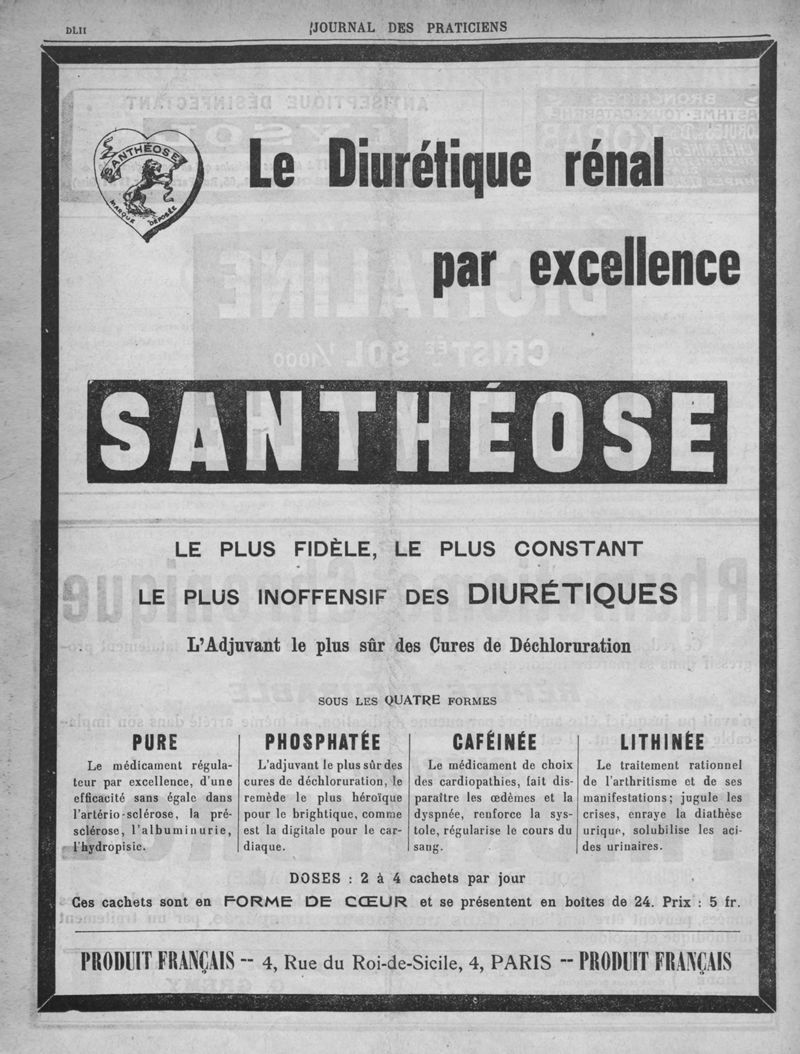 DLII
JOURNAL DES PRATICIENS
SANTHÉOSE
MARQUE DÉPOSÉE
Le Diurétique rénal
par excellence
SANTHÉOSE
LE PLUS FIDÈLE, LE PLUS CONSTANT
LE PLUS INOFFENSIF DES DIURÉTIQUES
L'Adjuvant le plus sûr des Cures de Déchloruration
SOUS LES QUATRE FORMES
PURE
Le médicament régula-
teur par excellence, d'une
efficacité sans égale dans
l'artério-sclérose, la pré-
sclérose, l'albuminurie,
l'hydropisie.
PHOSPHATÉE
L'adjuvant le plus sûr des
cures de déchloruration, le
remède le plus héroïque
pour le brightique, comme
est la digitale pour le car-
diaque.
CAFÉINÉE
Le médicament de choix
des cardiopathies, fait dis-
paraître les œdèmes et la
dyspnée, renforce la sys-
tole, régularise le cours du
sang.
LITHINÉE
Le traitement rationnel
de l'arthritisme et de ses
manifestations; jugule les
crises, enraye la diathèse
urique, solubilise les aci-
des urinaires.
DOSES : 2 à 4 cachets par jour
Ces cachets sont en FORME DE CŒUR et se présentent en boîtes de 24. Prix : 5 fr.
PRODUIT FRANÇAIS -- 4, Rue du Roi-de-Sicile, 4, PARIS -- PRODUIT FRANÇAIS